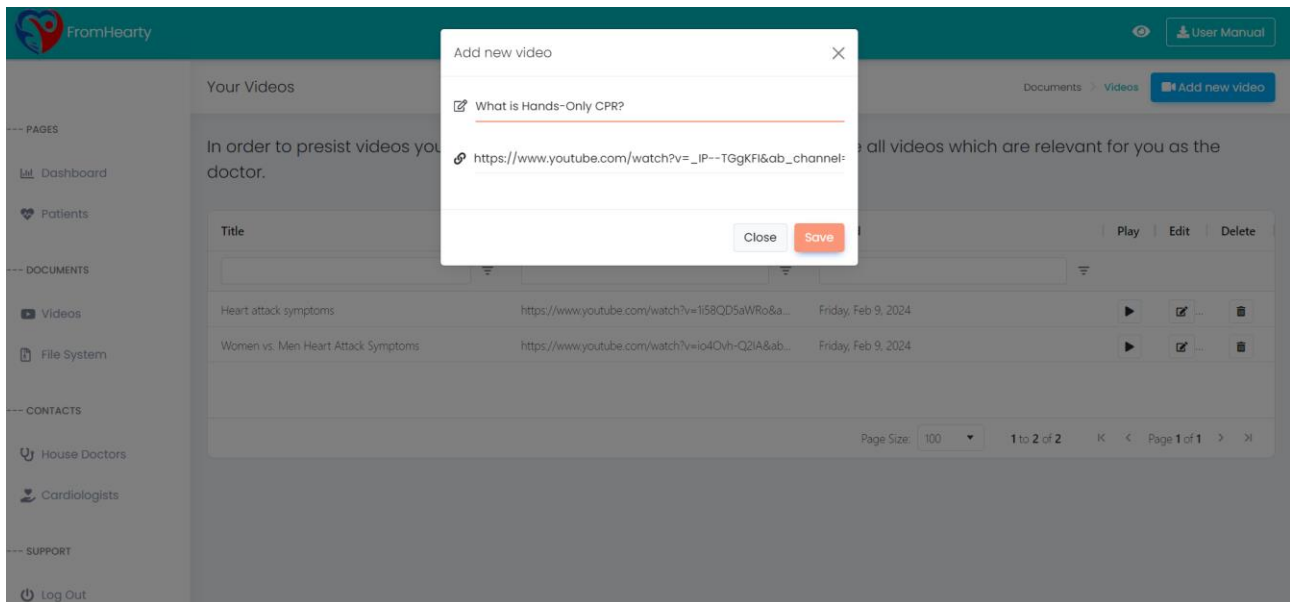 FromHearty
User Manual
Add new video
What is Hands-Only CPR?
https://www.youtube.com/watch?v=_IP--TGgKFI&ab_channel=
Close
Save
Your Videos
Documents
Videos
Add new video
In order to presist videos you
all videos which are relevant for you as the
doctor.
--- PAGES
Dashboard
Patients
--- DOCUMENTS
Videos
File System
--- CONTACTS
House Doctors
Cardiologists
--- SUPPORT
Log Out
Title
Play
Edit
Delete
Heart attack symptoms
https://www.youtube.com/watch?v=1i58QD5aWRo&a...
Friday, Feb 9, 2024
...
Women vs. Men Heart Attack Symptoms
https://www.youtube.com/watch?v=io4Ovh-Q2IA&ab...
Friday, Feb 9, 2024
...
Page Size: 100
1 to 2 of 2
Page 1 of 1